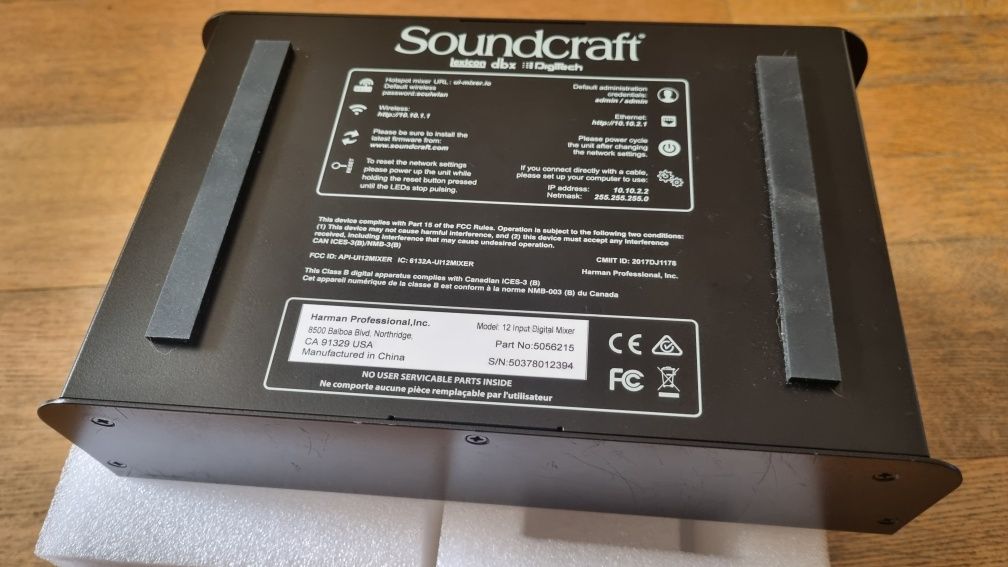 Soundcraft®
lexicon dbx DigiTech
Hotspot mixer URL : ui-mixer.io
Default wireless
password:scuiwlan
Wireless:
http://10.10.1.1
Please be sure to install the
latest firmware from:
www.soundcraft.com
RESET
To reset the network settings
please power up the unit while
holding the reset button pressed
until the LEDs stop pulsing.
Default administration
credentials:
admin / admin
Ethernet:
http://10.10.2.1
Please power cycle
the unit after changing
the network settings.
If you connect directly with a cable,
please set up your computer to use:
IP address: 10.10.2.2
Netmask: 255.255.255.0
This device complies with Part 15 of the FCC Rules. Operation is subject to the following two conditions:
(1) This device may not cause harmful interference, and (2) this device must accept any interference
received, including interference that may cause undesired operation.
CAN ICES-3(B)/NMB-3(B)
FCC ID: API-UI12MIXER IC: 6132A-UI12MIXER
CMIIT ID: 2017DJ1178
Harman Professional, Inc.
This Class B digital apparatus complies with Canadian ICES-3 (B)
Cet appareil numérique de la classe B est conform à la norme NMB-003 (B) du Canada
Harman Professional,Inc.
8500 Balboa Blvd, Northridge,
CA 91329 USA
Manufactured in China
Model: 12 Input Digital Mixer
Part No:5056215
S/N:50378012394
CE
FC
NO USER SERVICABLE PARTS INSIDE
Ne comporte aucune pièce remplaçable par l'utilisateur